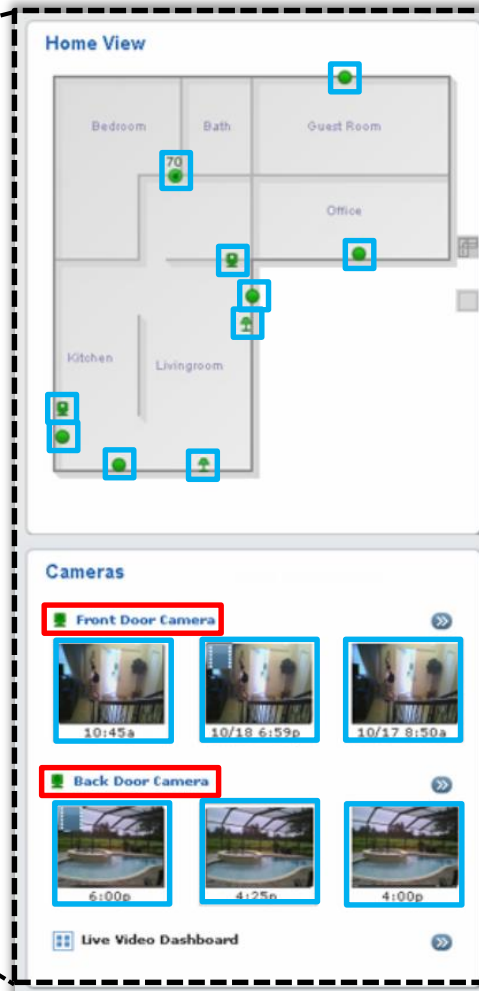 Home View
Bedroom Bath Guest Room
70
Office
Kitchen
Livingroom
Cameras
Front Door Camera
10:45a 10/18 6:59p 10/17 8:50a
Back Door Camera
6:00p 4:25p 4:00p
Live Video Dashboard